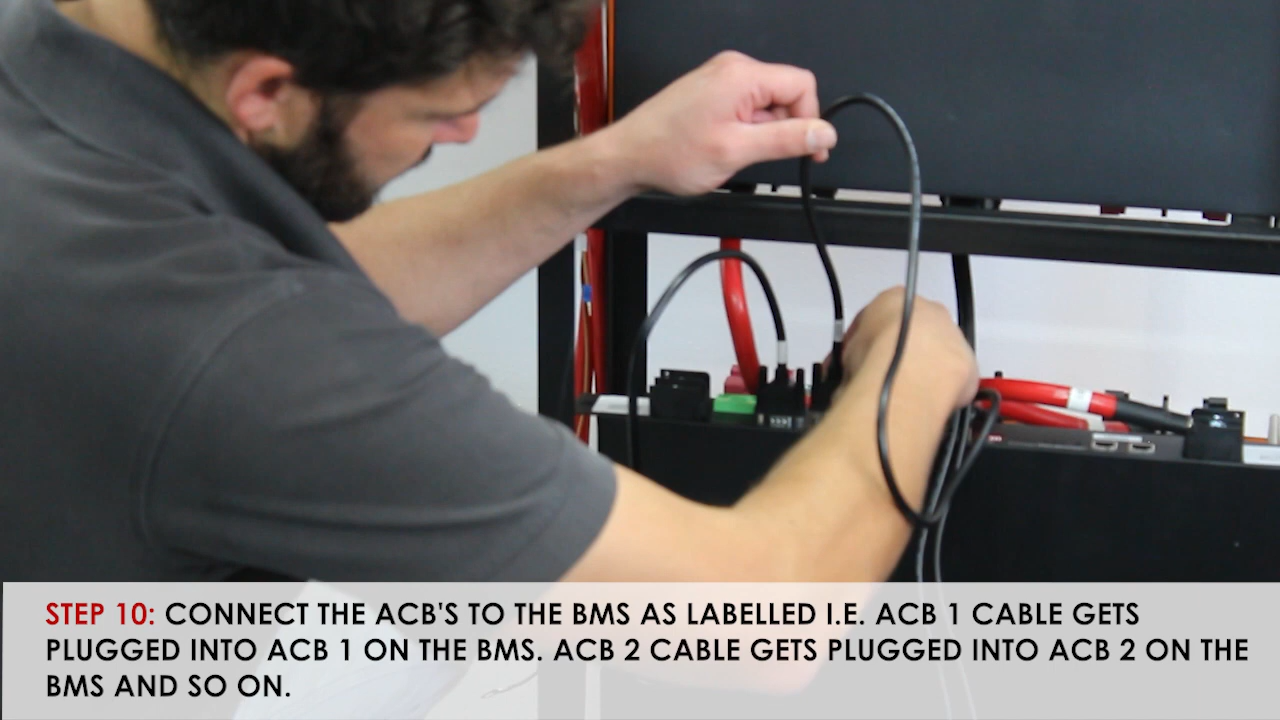 STEP 10: CONNECT THE ACB'S TO THE BMS AS LABELLED I.E. ACB 1 CABLE GETS
PLUGGED INTO ACB 1 ON THE BMS. ACB 2 CABLE GETS PLUGGED INTO ACB 2 ON THE
BMS AND SO ON.